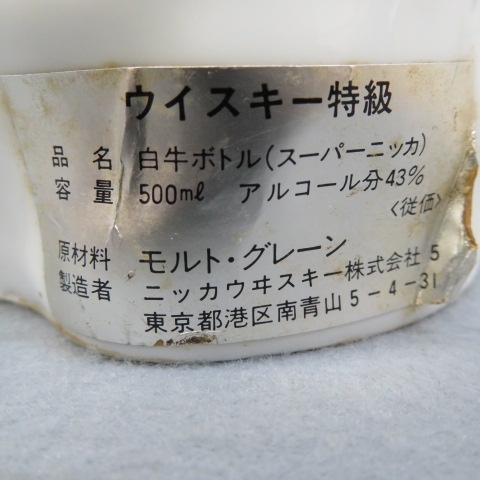 ウイスキー特級
品名 白牛ボトル(スーパーニッカ)
容量 500㎖ アルコール分43%
<従価>
原材料 モルト・グレーン
製造者 ニッカウヰスキー株式会社 5
東京都港区南青山5-4-31